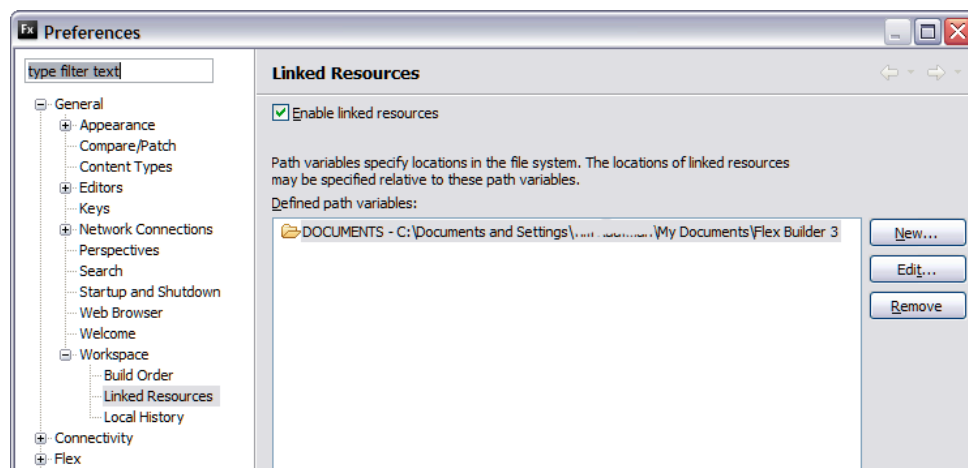 Fx Preferences
type filter text
General
Appearance
Compare/Patch
Content Types
Editors
Keys
Network Connections
Perspectives
Search
Startup and Shutdown
Web Browser
Welcome
Workspace
Build Order
Linked Resources
Local History
Connectivity
Flex
Linked Resources
Enable linked resources
Path variables specify locations in the file system. The locations of linked resources
may be specified relative to these path variables.
Defined path variables:
DOCUMENTS - C:\Documents and Settings\ \My Documents\Flex Builder 3
New...
Edit...
Remove